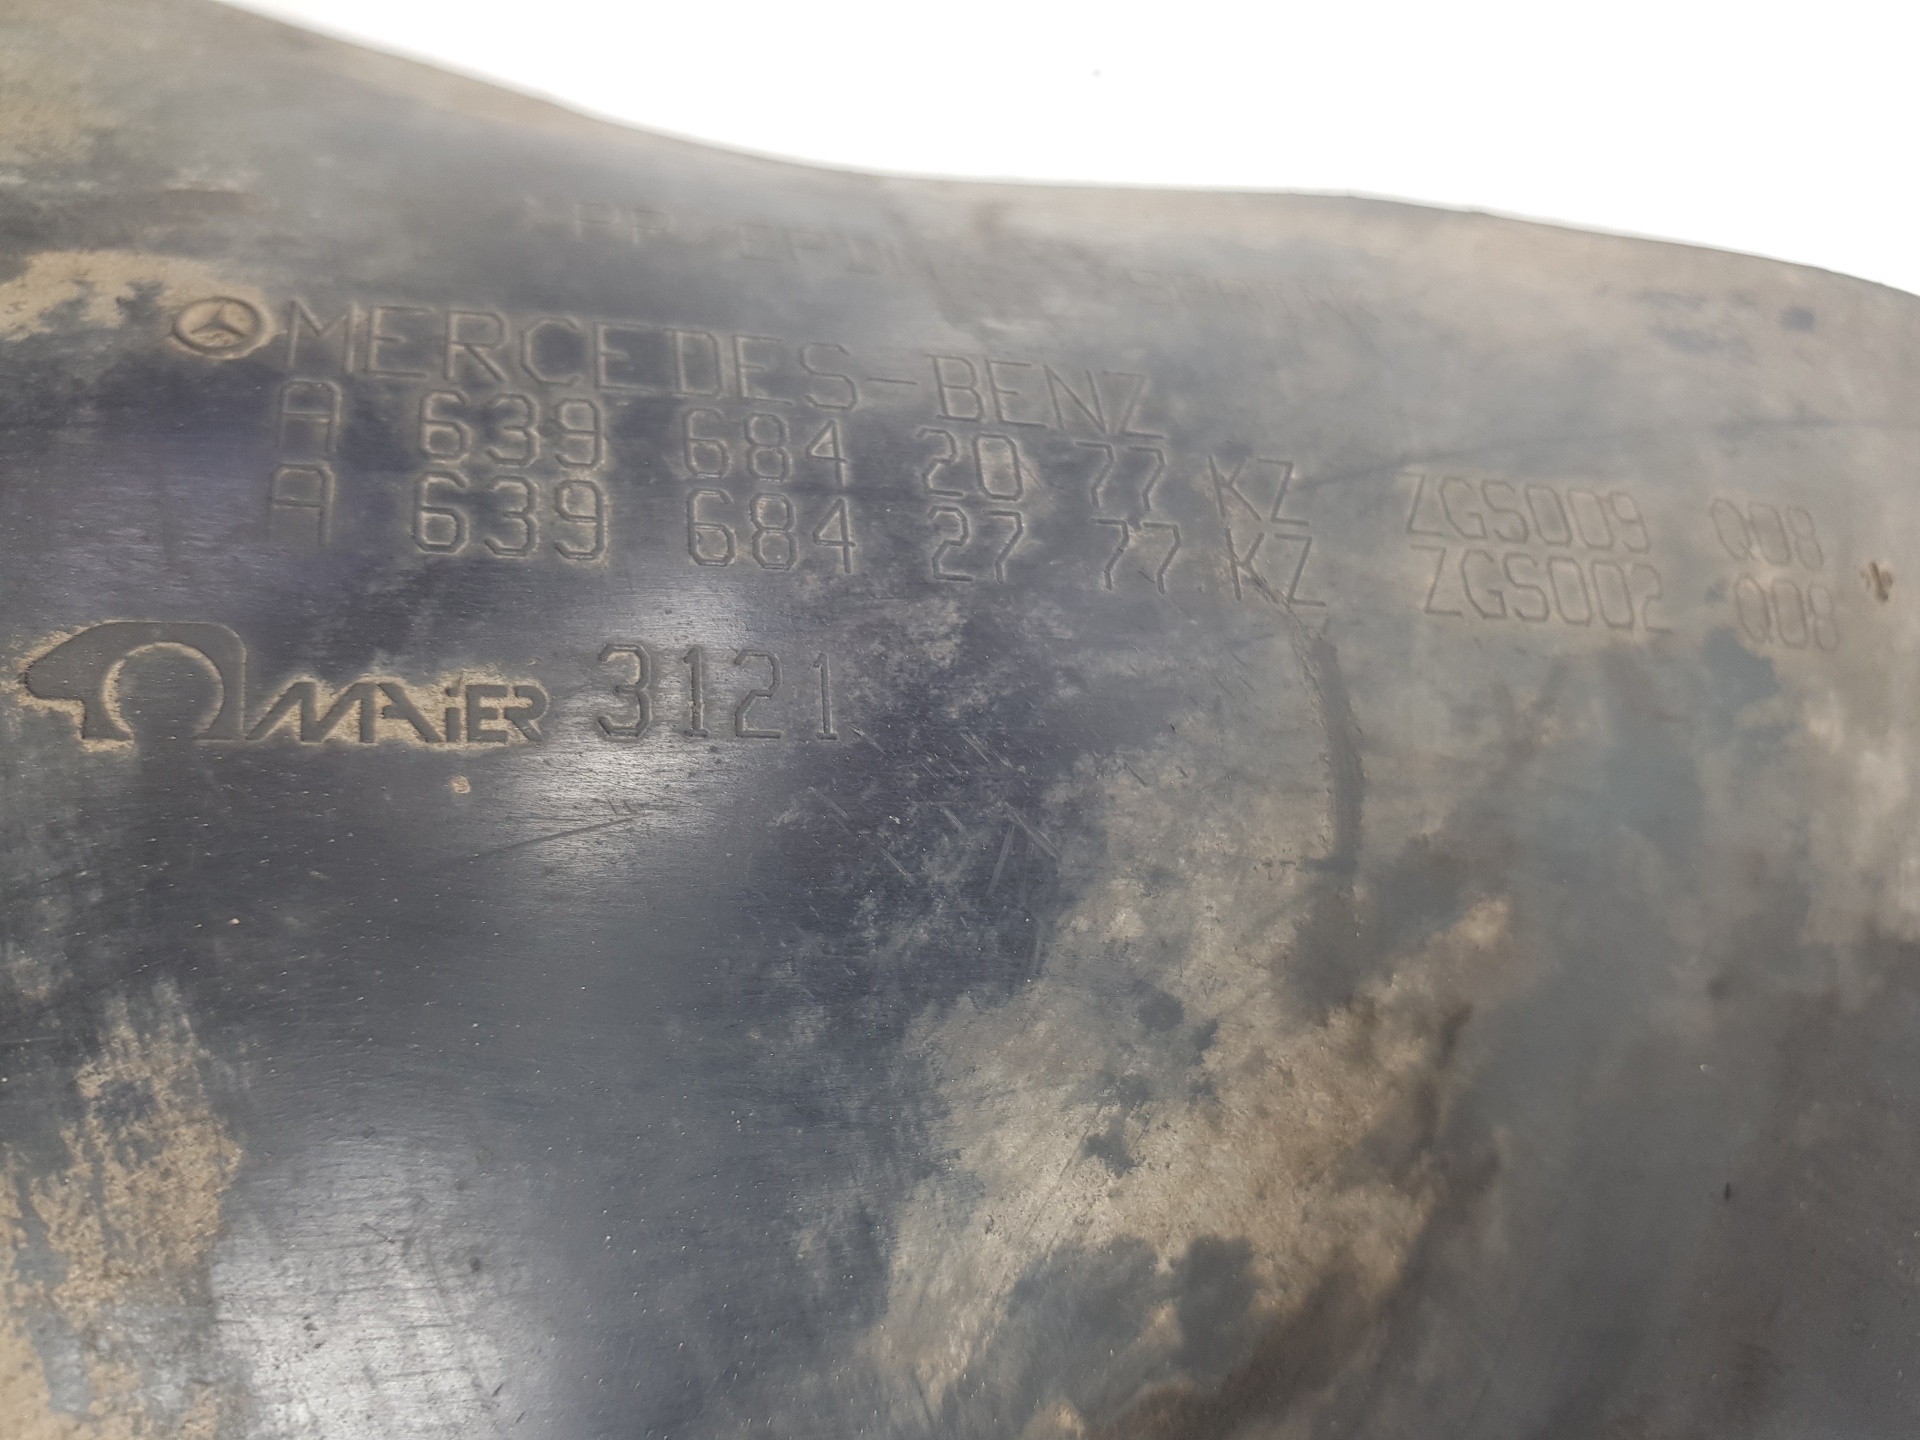 MERCEDES-BENZ
A 639 684 20 77 KZ ZGS009 Q08
A 639 684 27 77 KZ ZGS002 Q08
MAiER 3121